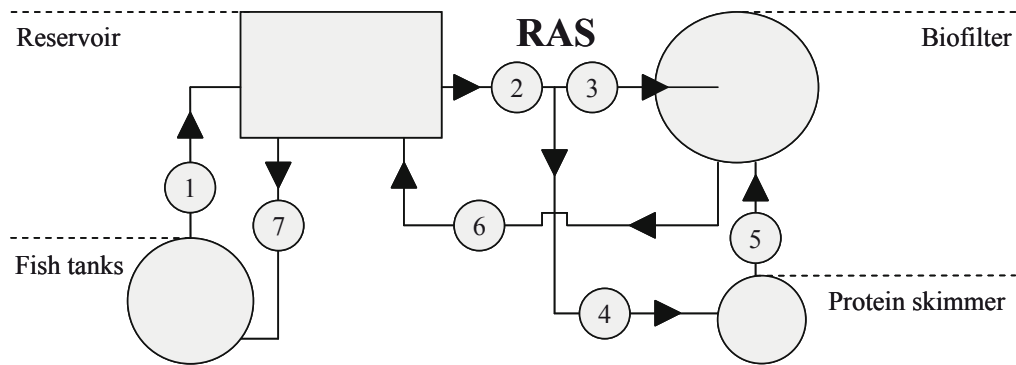 Reservoir
RAS
Biofilter
2
3
1
7
6
5
Fish tanks
Protein skimmer
4